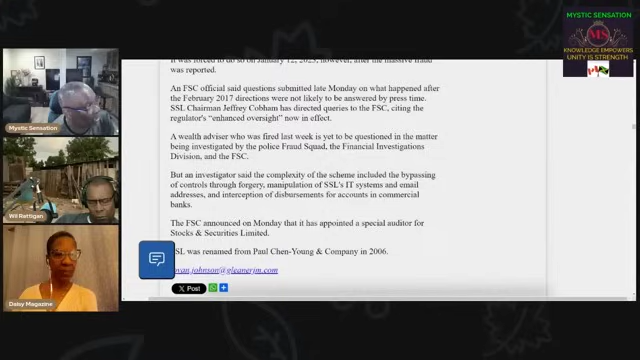 MYSTIC SENSATION
MS
KNOWLEDGE EMPOWERS
UNITY IS STRENGTH
It was forced to do so on January 12, 2023, however, after the massive fraud
was reported.
An FSC official said questions submitted late Monday on what happened after
the February 2017 directions were not likely to be answered by press time.
SSL Chairman Jeffrey Cobham has directed queries to the FSC, citing the
regulator's "enhanced oversight" now in effect.
A wealth adviser who was fired last week is yet to be questioned in the matter
being investigated by the police Fraud Squad, the Financial Investigations
Division, and the FSC.
But an investigator said the complexity of the scheme included the bypassing
of controls through forgery, manipulation of SSL's IT systems and email
addresses, and interception of disbursements for accounts in commercial
banks.
The FSC announced on Monday that it has appointed a special auditor for
Stocks & Securities Limited.
SL was renamed from Paul Chen-Young & Company in 2006.
van.johnson@gleanerjm.com
X Post
Mystic Sensation
Wil Rattigan
Daisy Magazine